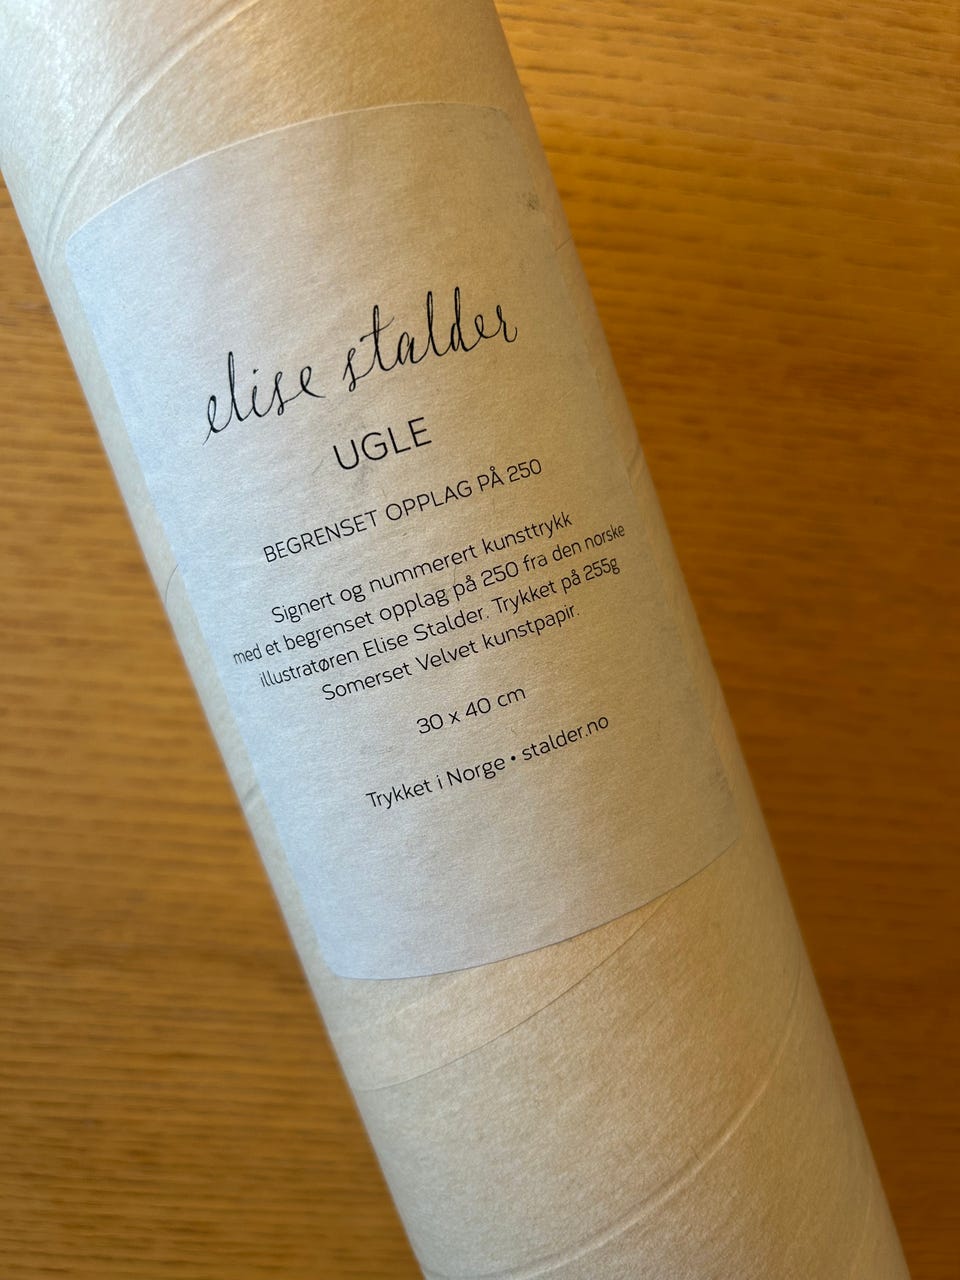 elise stalder
UGLE
BEGRENSET OPPLAG PÅ 250
Signert og nummerert kunsttrykk
med et begrenset opplag på 250 fra den norske
illustratøren Elise Stalder. Trykket på 255g
Somerset Velvet kunstpapir.
30 x 40 cm
Trykket i Norge • stalder.no